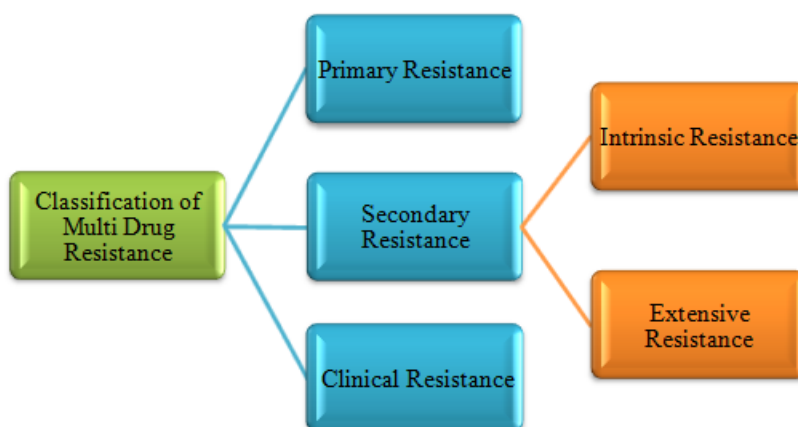 Classification of
Multi Drug
Resistance
Primary Resistance
Secondary
Resistance
Clinical Resistance
Intrinsic Resistance
Extensive
Resistance